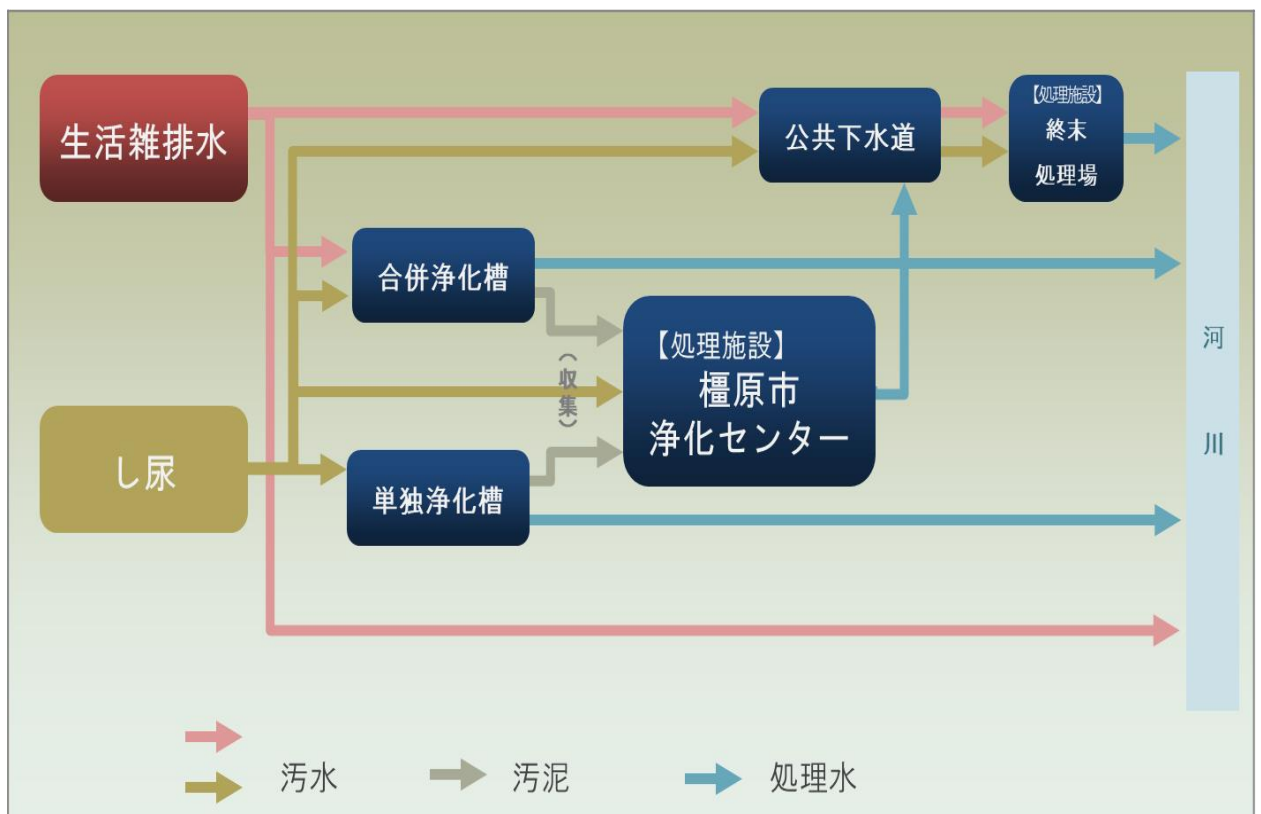 生活雑排水
公共下水道
【処理施設】
終末
処理場
合併浄化槽
【処理施設】
橿原市
浄化センター
（収集）
し尿
単独浄化槽
河川
汚水
汚泥
処理水